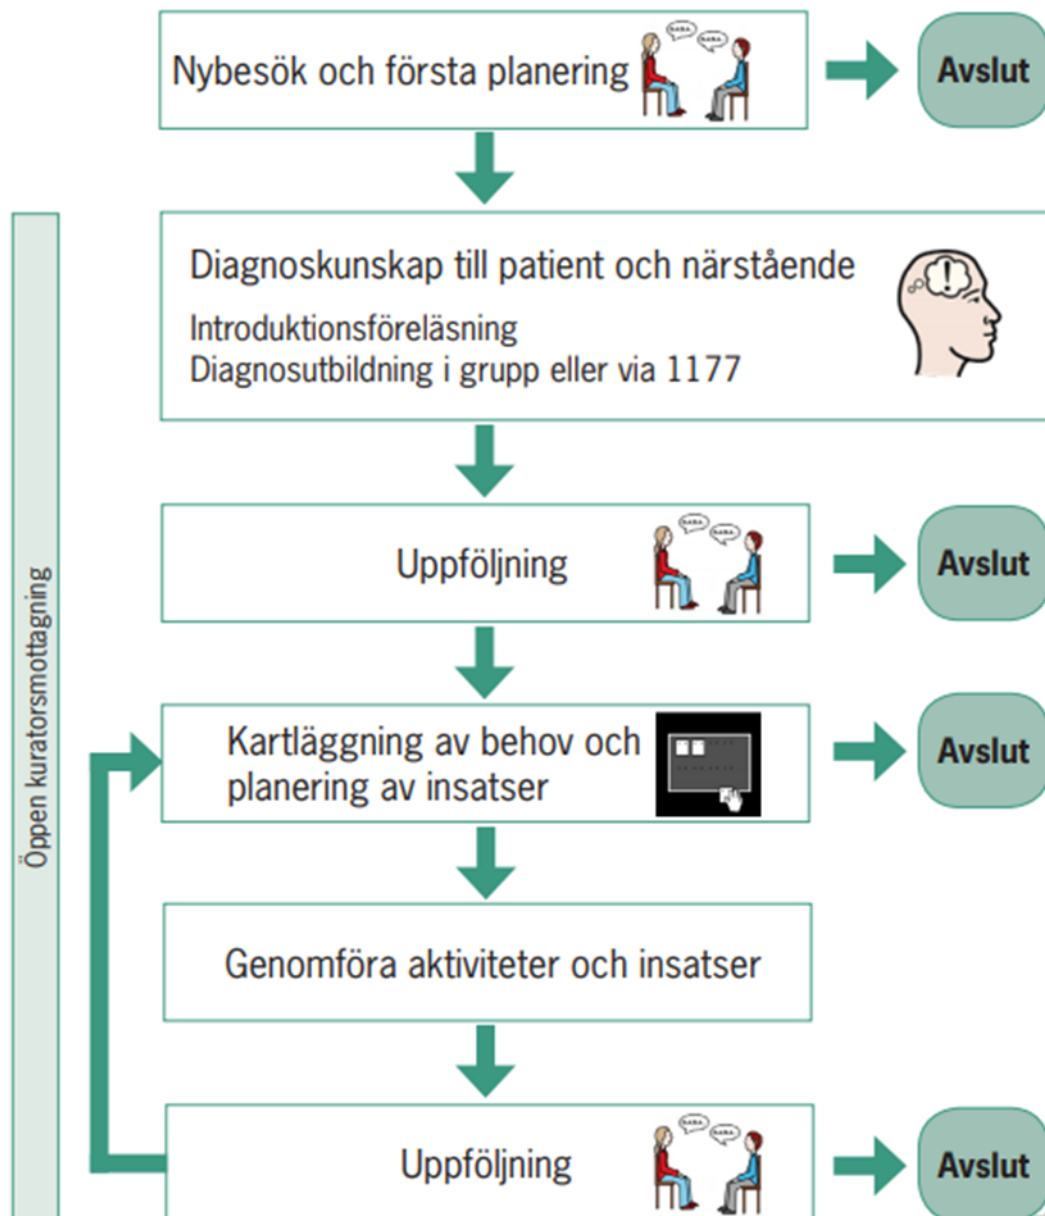 Nybesök och första planering
Avslut
Diagnoskunskap till patient och närstående
Introduktionsföreläsning
Diagnosutbildning i grupp eller via 1177
Öppen kuratorsmottagning
Uppföljning
Avslut
Kartläggning av behov och
planering av insatser
Avslut
Genomföra aktiviteter och insatser
Uppföljning
Avslut